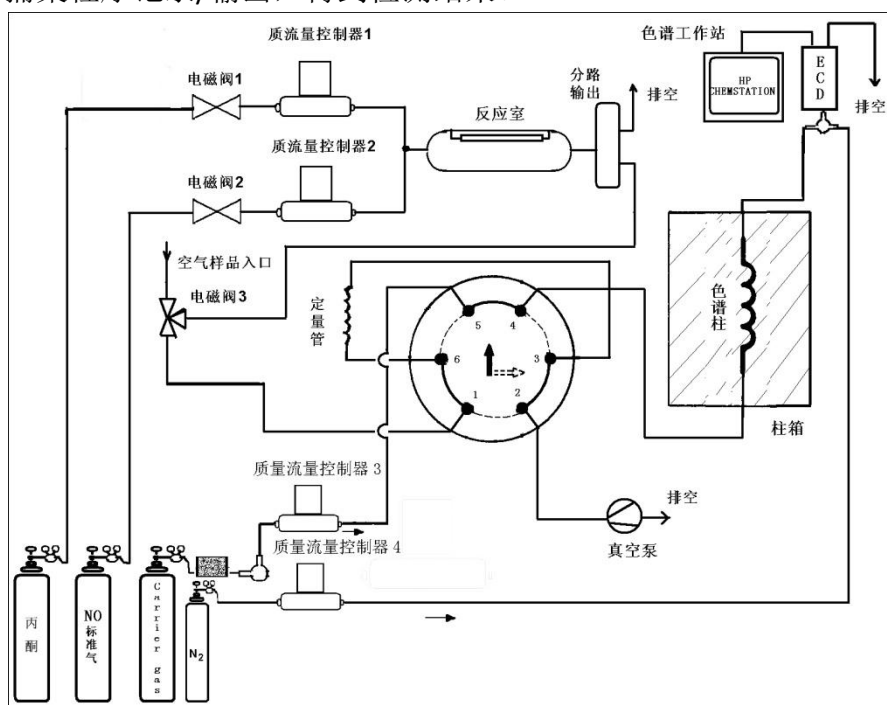 质流量控制器1
色谱工作站
HP
CHEMSTATION
ECD
排空
电磁阀1
分路
输出
排空
反应室
质流量控制器2
电磁阀2
空气样品入口
电磁阀3
定量管
5
4
6
3
1
2
色谱柱
柱箱
质量流量控制器 3
排空
真空泵
质量流量控制器 4
丙酮
NO
标准气
Carrier gas
N2